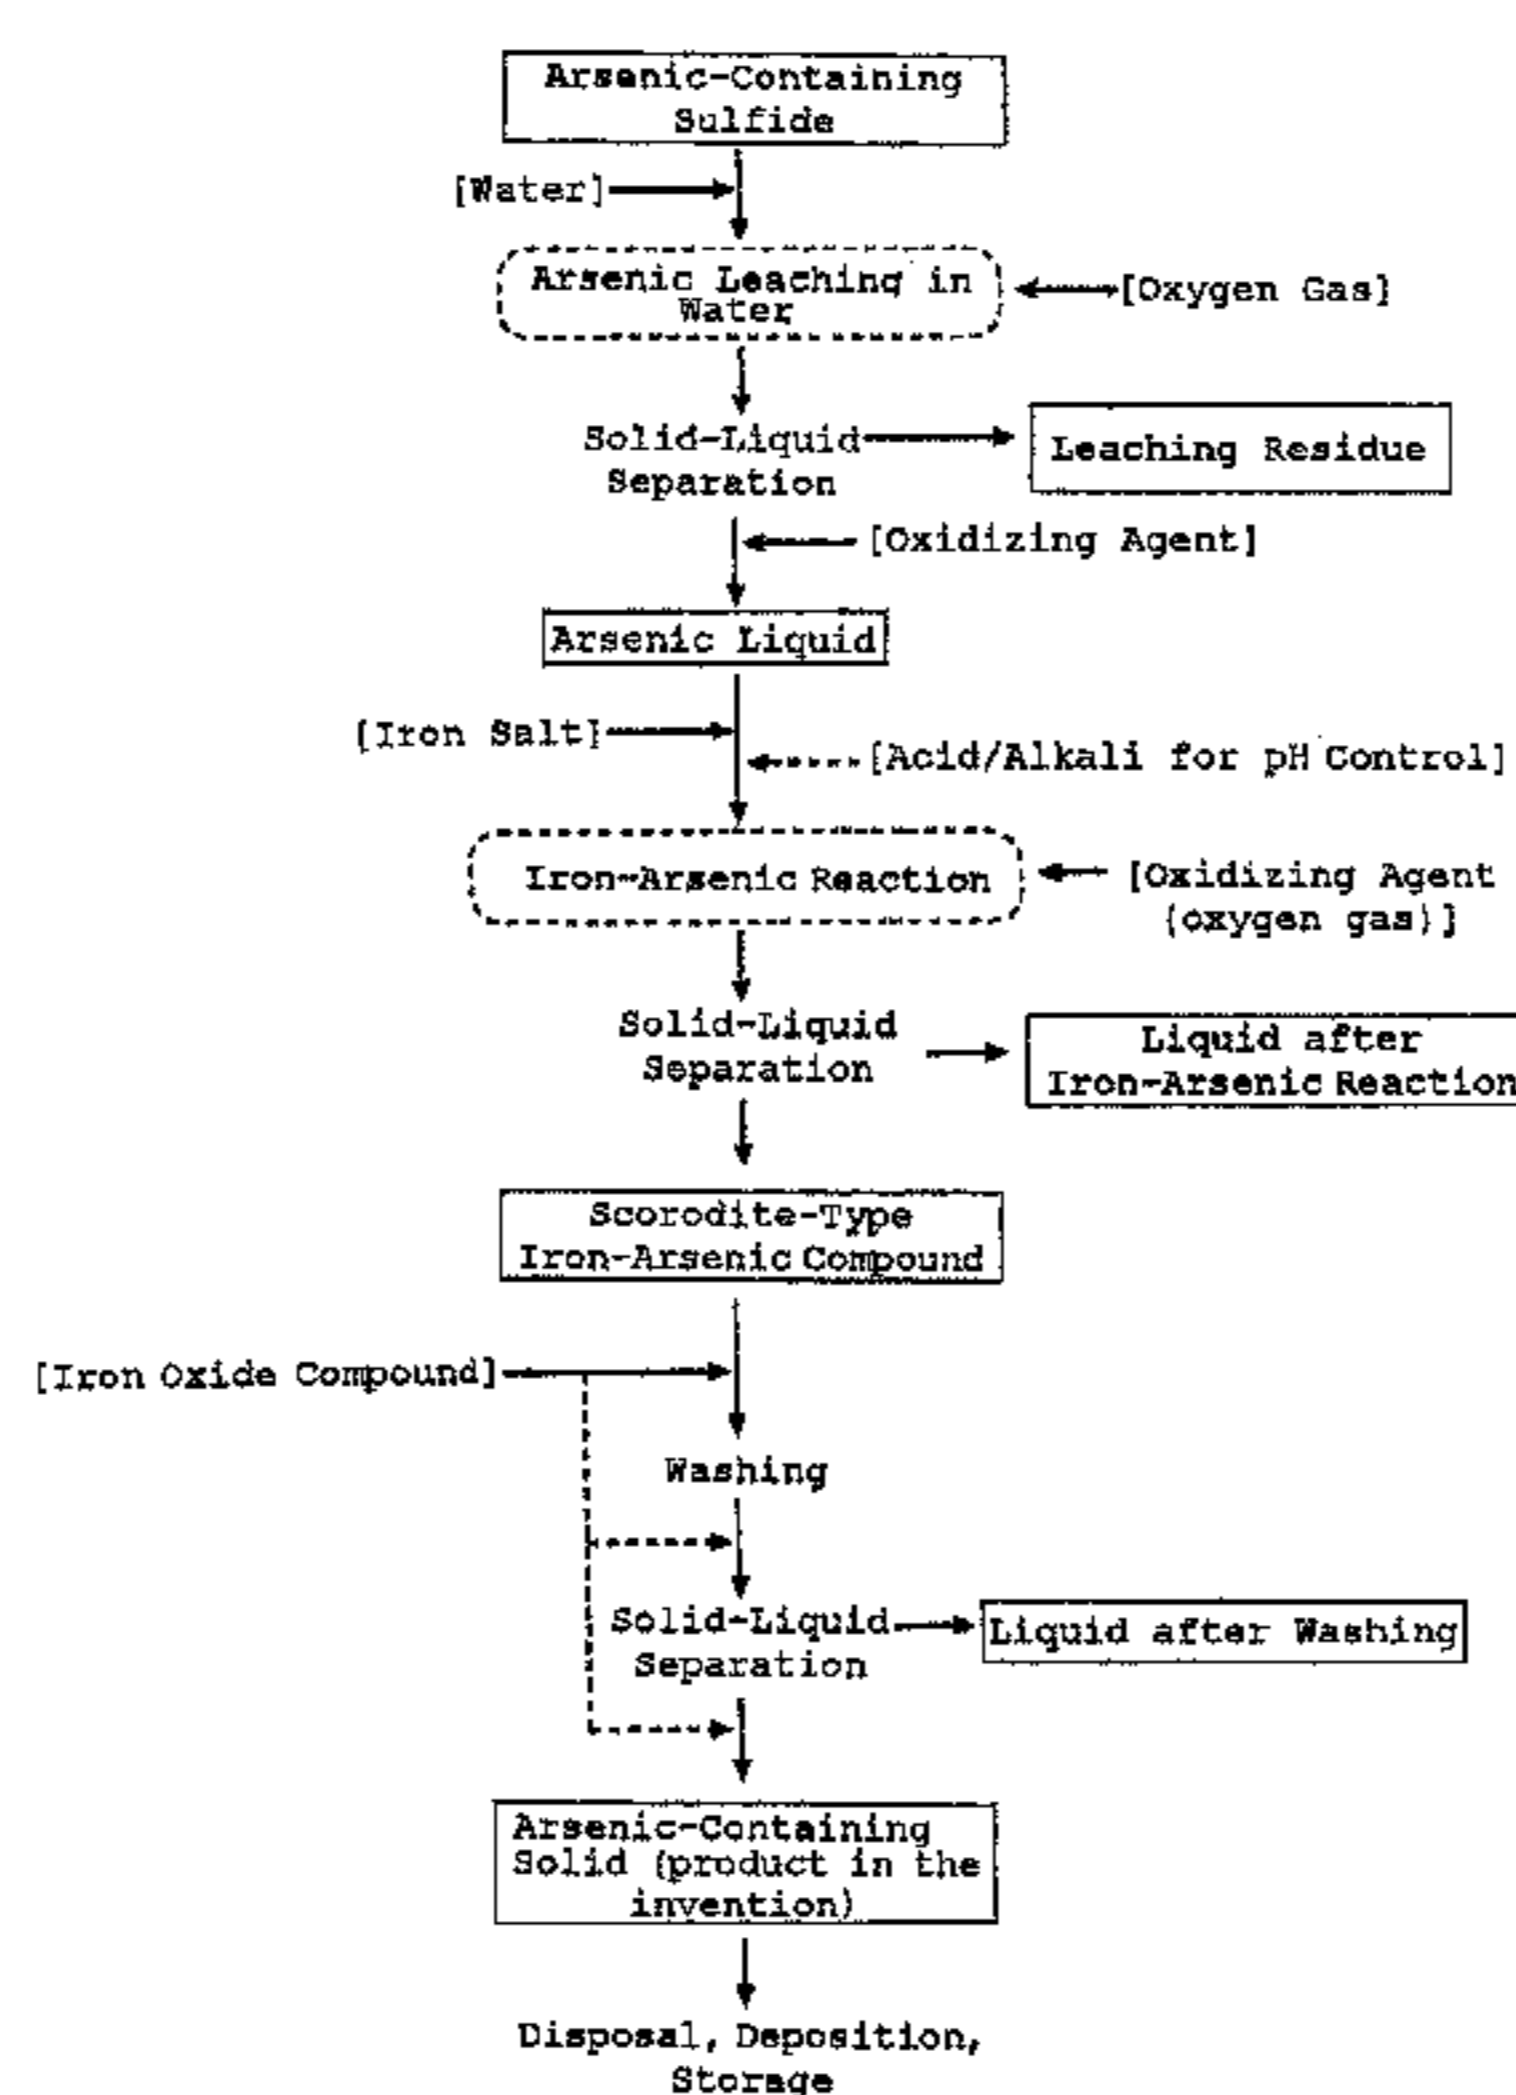 Arsenic-Containing
Sulfide
[Water]
Arsenic Leaching in
Water
[Oxygen Gas]
Solid-Liquid
Separation
Leaching Residue
[Oxidizing Agent]
Arsenic Liquid
[Iron Salt]
[Acid/Alkali for pH Control]
Iron-Arsenic Reaction
[Oxidizing Agent
(oxygen gas)]
Solid-Liquid
Separation
Liquid after
Iron-Arsenic Reaction
Scorodite-Type
Iron-Arsenic Compound
[Iron Oxide Compound]
Washing
Solid-Liquid
Separation
Liquid after Washing
Arsenic-Containing
Solid (product in the
invention)
Disposal, Deposition,
Storage